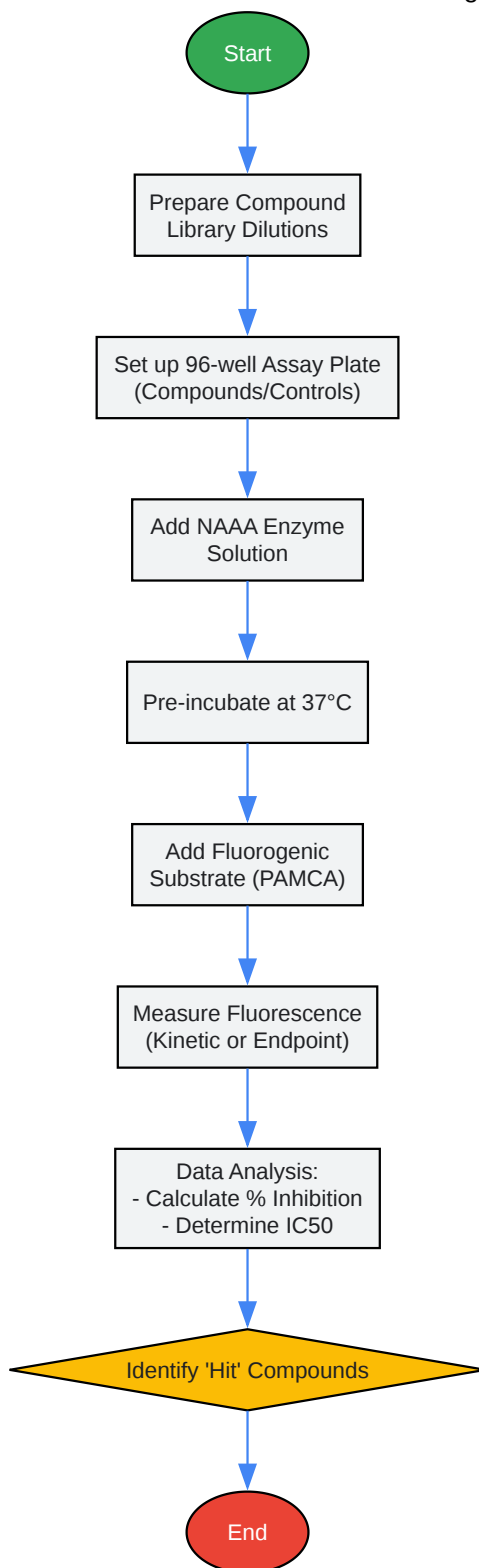 Start
Prepare Compound
Library Dilutions
Set up 96-well Assay Plate
(Compounds/Controls)
Add NAAA Enzyme
Solution
Pre-incubate at 37°C
Add Fluorogenic
Substrate (PAMCA)
Measure Fluorescence
(Kinetic or Endpoint)
Data Analysis:
- Calculate % Inhibition
- Determine IC50
Identify 'Hit' Compounds
End